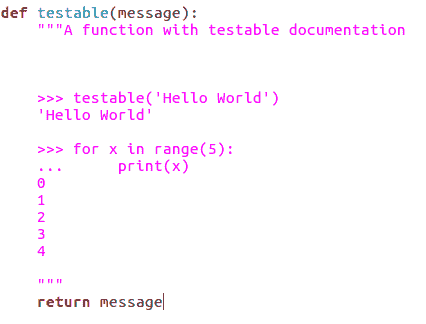 def testable(message):
    """A function with testable documentation
    >>> testable('Hello World')
    'Hello World'
    >>> for x in range(5):
    ...      print(x)
    0
    1
    2
    3
    4
    """
    return message